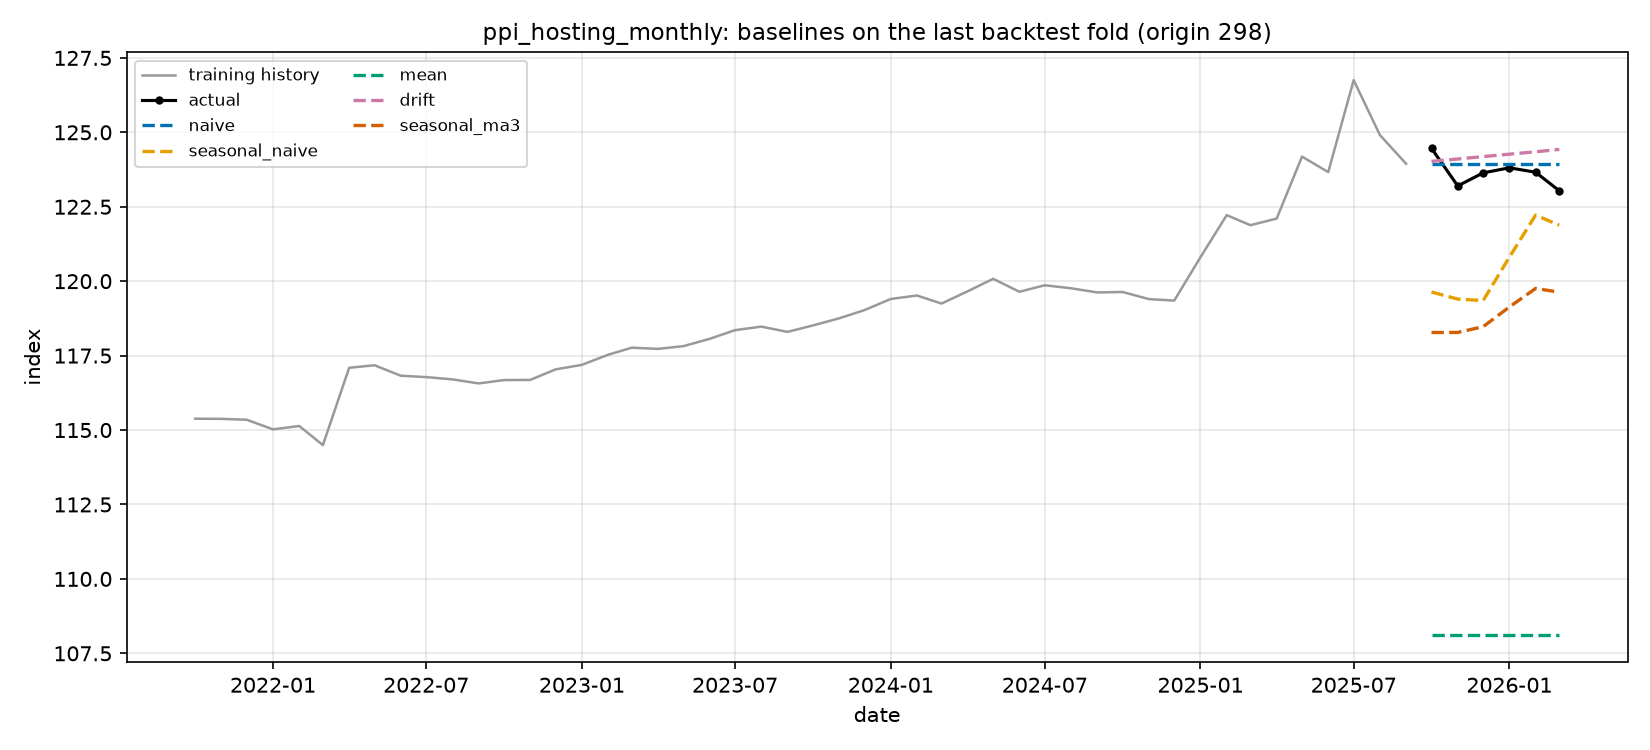 ppi_hosting_monthly: baselines on the last backtest fold (origin 298)
training history
actual
naive
seasonal_naive
mean
drift
seasonal_ma3
127.5
125.0
122.5
120.0
117.5
115.0
112.5
110.0
107.5
index
2022-01
2022-07
2023-01
2023-07
2024-01
2024-07
2025-01
2025-07
2026-01
date